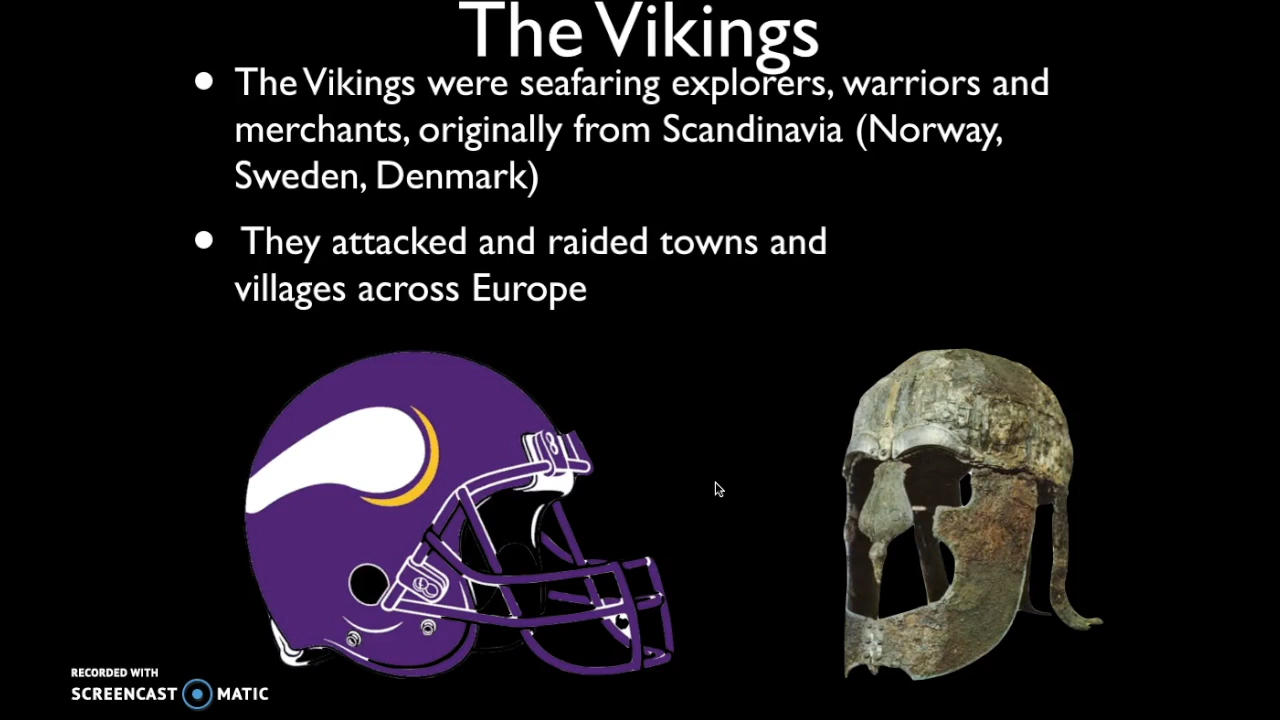 The Vikings
• The Vikings were seafaring explorers, warriors and
merchants, originally from Scandinavia (Norway,
Sweden, Denmark)
• They attacked and raided towns and
villages across Europe
RECORDED WITH
SCREENCAST MATIC